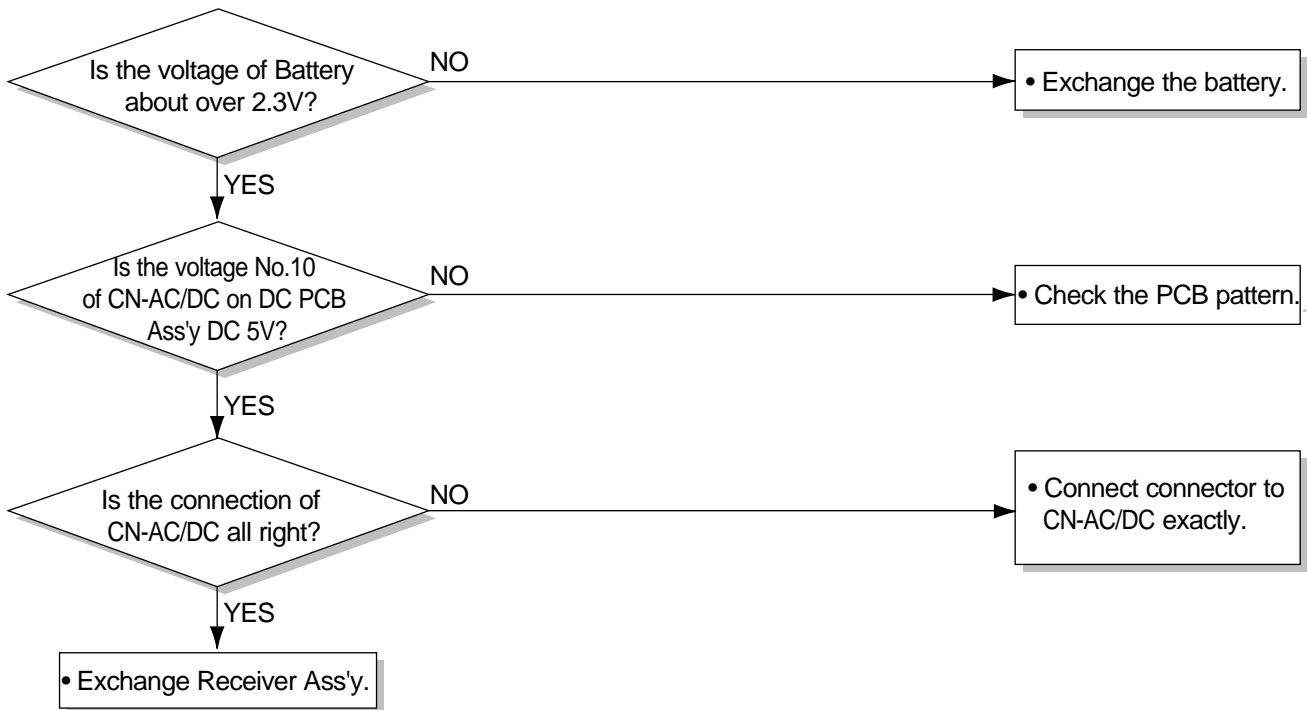 Is the voltage of Battery
about over 2.3V?
NO
• Exchange the battery.
YES
Is the voltage No.10
of CN-AC/DC on DC PCB
Ass'y DC 5V?
NO
• Check the PCB pattern.
YES
Is the connection of
CN-AC/DC all right?
NO
• Connect connector to
CN-AC/DC exactly.
YES
• Exchange Receiver Ass'y.